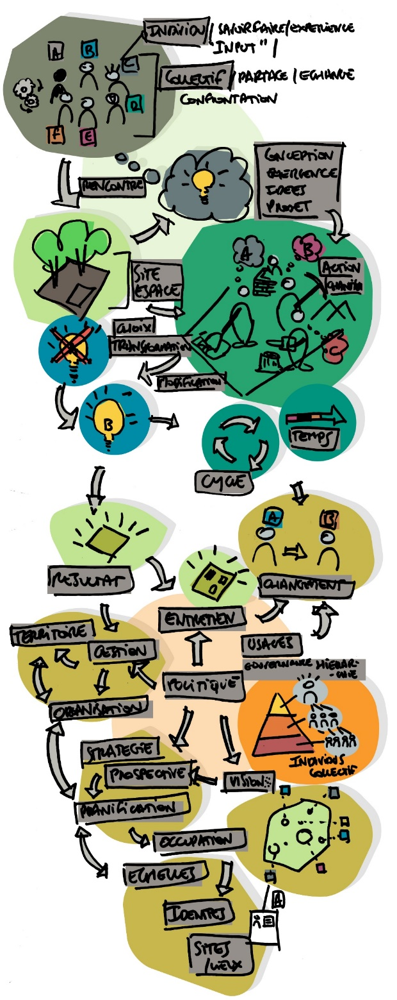 INDIVIDU / SAVOIR FAIRE / EXPERIENCE
"INPUT" /
A
B
C
COLLECTIF / PARTAGE / ECHANGE
CONFRONTATION
D
F
E
RENCONTRE
CONCEPTION
EMERGENCE
IDEES
PROJET
SITE
ESPACE
A
B
ACTION
CHANTIER
C
CHOIX
TRANSFORMATION
MODIFICATION
B
CYCLE
TEMPS
A
B
RESULTAT
CHANGEMENT
ENTRETIEN
TERRITOIRE
GESTION
USAGES
GOUVERNANCE HIERAR-
-CHIE
POLITIQUE
ORGANISATION
INDIVIDUS
COLLECTIF
STRATEGIE
PROSPECTIVE
VISION
PLANIFICATION
OCCUPATION
ECHELLES
A
IDENTITES
SITES
/LIEUX